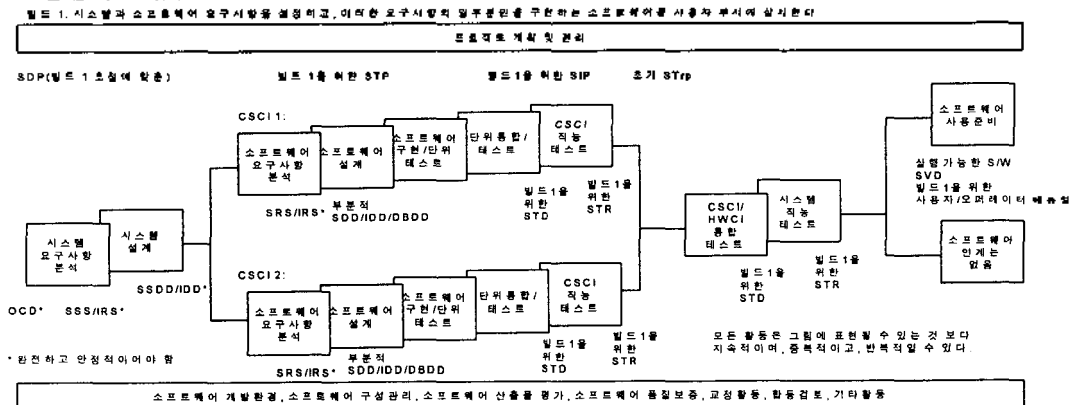 빌드 1. 시스템과 소프트웨어 요구사항을 설정하고, 이러한 요구사항의 일부분만을 구현하는 소프트웨어를 사용자 부서에 설치한다
프로젝트 계획 및 관리
SDP(빌드 1 초점에 맞춘)
빌드 1을 위한 STP
빌드 1을 위한 SIP
초기 STrp
CSCI 1:
소프트웨어
요구사항
분석
소프트웨어
설계
소프트웨어
구현/단위
테스트
단위통합/
테스트
CSCI
직능
테스트
SRS/IRS*
부분적
SDD/IDD/DBDD
빌드 1을
위한
STD
빌드 1을
위한
STR
시스템
요구사항
분석
시스템
설계
OCD*
SSS/IRS*
SSDD/IDD*
CSCI 2:
소프트웨어
요구사항
분석
소프트웨어
설계
소프트웨어
구현/단위
테스트
단위통합/
테스트
CSCI
직능
테스트
SRS/IRS*
부분적
SDD/IDD/DBDD
빌드 1을
위한
STD
빌드 1을
위한
STR
CSCI/
HWCI
통합
테스트
시스템
직능
테스트
빌드 1을
위한
STD
빌드 1을
위한
STR
소프트웨어
사용준비
실행가능한 S/W
SVD
빌드 1을 위한
사용자/오퍼레이터 매뉴얼
소프트웨어
인계는
없음
* 완전하고 안정적이어야 함
모든 활동은 그림에 표현될 수 있는 것 보다
지속적이며, 중복적이고, 반복적일 수 있다.
소프트웨어 개발환경, 소프트웨어 구성관리, 소프트웨어 산출물 평가, 소프트웨어 품질보증, 교정활동, 합동검토, 기타활동